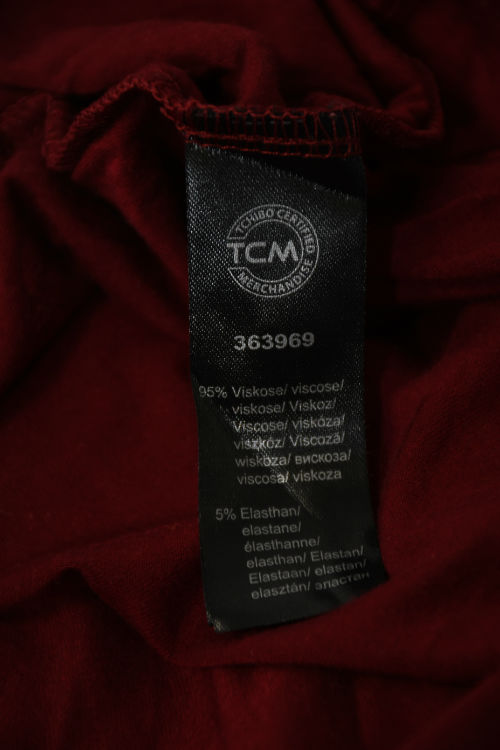 TCHIBO CERTIFIED
TCM
MERCHANDISE
363969
95% Viskose/ viscose/
viskose/ Viskoz/
Viscose/ viskóza/
viszkóz/ Viscoză/
wiskoza/ вискоза/
viscosa/ viskoza
5% Elasthan/
elastane/
élasthanne/
elasthan/ Elastan/
Elastaan/ elastan/
elasztán/ эластан